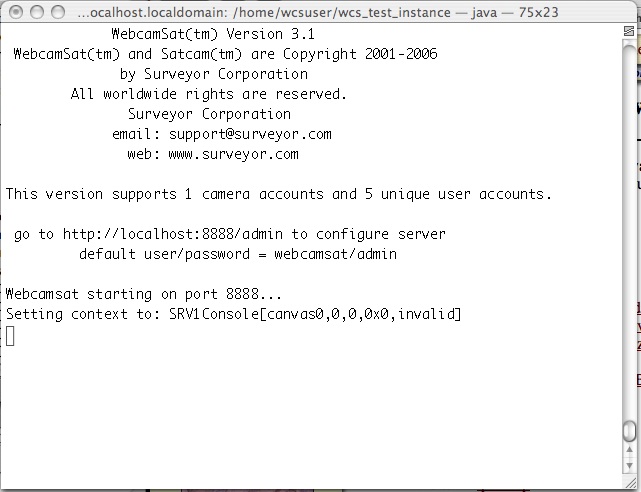 ...ocalhost.localdomain: /home/wcsuser/wcs_test_instance — java — 75x23
WebcamSat(tm) Version 3.1
WebcamSat(tm) and Satcam(tm) are Copyright 2001-2006
by Surveyor Corporation
All worldwide rights are reserved.
Surveyor Corporation
email: support@surveyor.com
web: www.surveyor.com
This version supports 1 camera accounts and 5 unique user accounts.
go to http://localhost:8888/admin to configure server
default user/password = webcamsat/admin
Webcamsat starting on port 8888...
Setting context to: SRV1Console[canvas0,0,0,0x0,invalid]